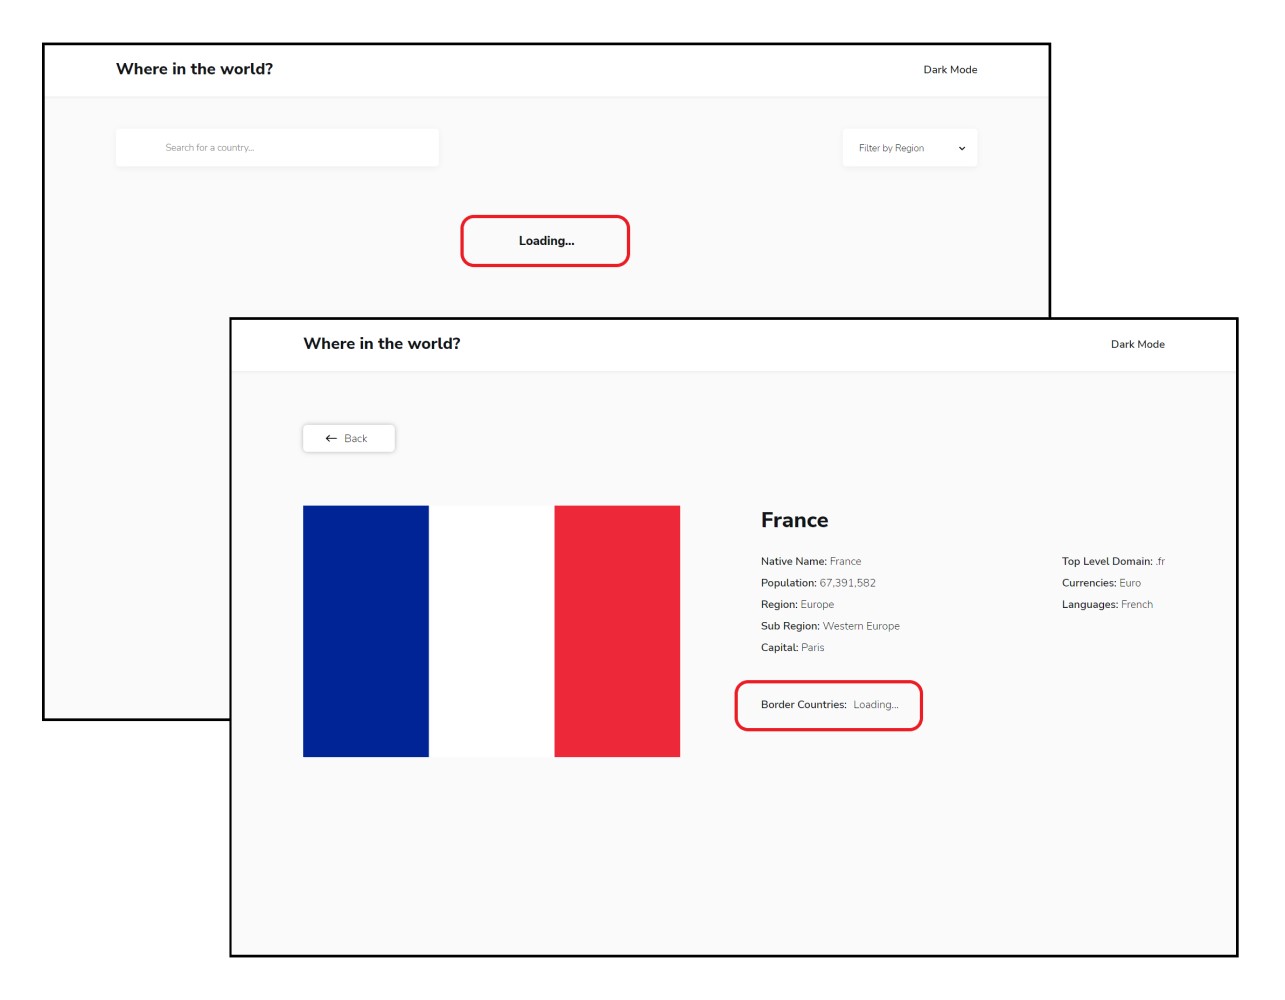 Where in the world?
Dark Mode
Search for a country...
Filter by Region
Loading...
Where in the world?
Dark Mode
Back
France
Native Name: France
Population: 67,391,582
Region: Europe
Sub Region: Western Europe
Capital: Paris
Top Level Domain: .fr
Currencies: Euro
Languages: French
Border Countries: Loading...